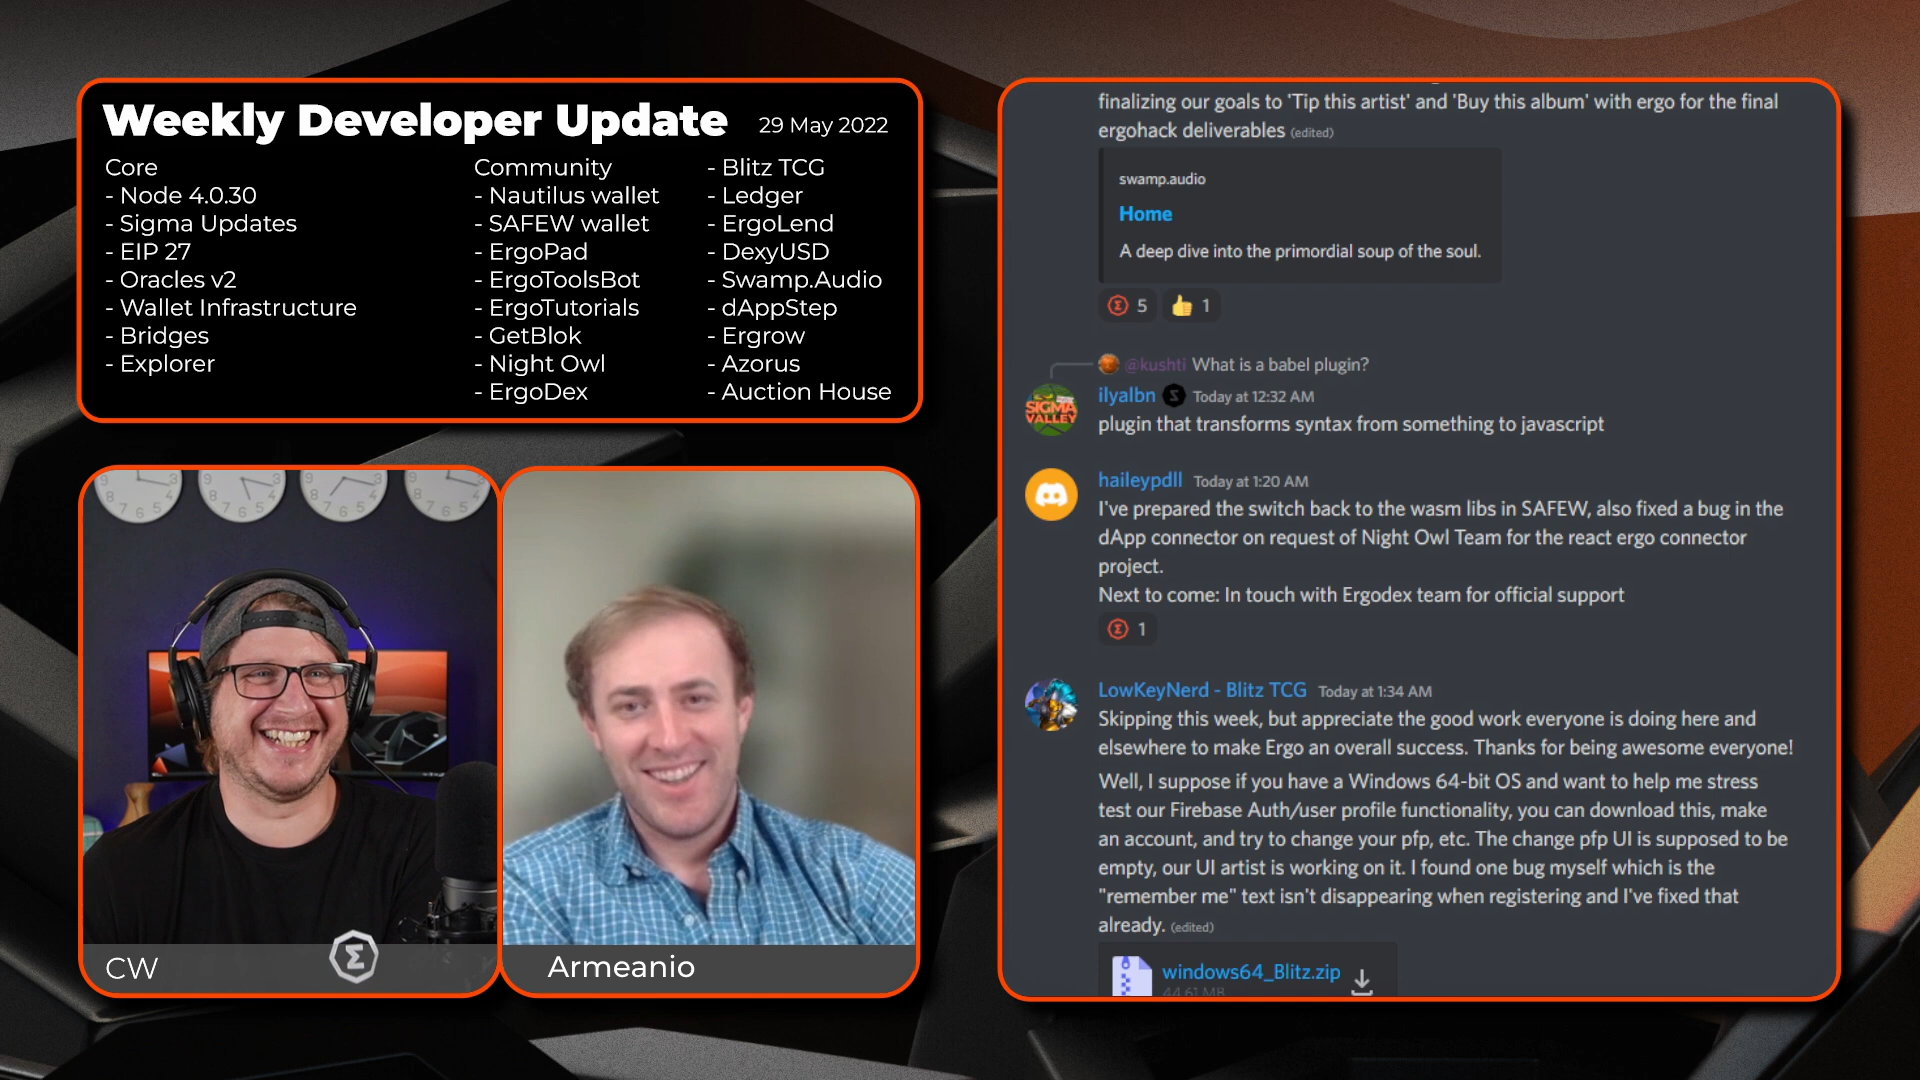 Weekly Developer Update
29 May 2022
Core
- Node 4.0.30
- Sigma Updates
- EIP 27
- Oracles v2
- Wallet Infrastructure
- Bridges
- Explorer
Community
- Nautilus wallet
- SAFEW wallet
- ErgoPad
- ErgoToolsBot
- ErgoTutorials
- GetBlok
- Night Owl
- ErgoDex
- Blitz TCG
- Ledger
- ErgoLend
- DexyUSD
- Swamp.Audio
- dAppStep
- Ergrow
- Azorus
- Auction House
CW
Armeanio
finalizing our goals to 'Tip this artist' and 'Buy this album' with ergo for the final
ergohack deliverables (edited)
swamp.audio
Home
A deep dive into the primordial soup of the soul.
5 👍 1
@kushti What is a babel plugin?
SIGMA
VALLEY
ilyalbn Today at 12:32 AM
plugin that transforms syntax from something to javascript
haileypdll Today at 1:20 AM
I've prepared the switch back to the wasm libs in SAFEW, also fixed a bug in the
dApp connector on request of Night Owl Team for the react ergo connector
project.
Next to come: In touch with Ergodex team for official support
1
LowKeyNerd - Blitz TCG Today at 1:34 AM
Skipping this week, but appreciate the good work everyone is doing here and
elsewhere to make Ergo an overall success. Thanks for being awesome everyone!
Well, I suppose if you have a Windows 64-bit OS and want to help me stress
test our Firebase Auth/user profile functionality, you can download this, make
an account, and try to change your pfp, etc. The change pfp UI is supposed to be
empty, our UI artist is working on it. I found one bug myself which is the
"remember me" text isn't disappearing when registering and I've fixed that
already. (edited)
windows64_Blitz.zip
44.61 MB